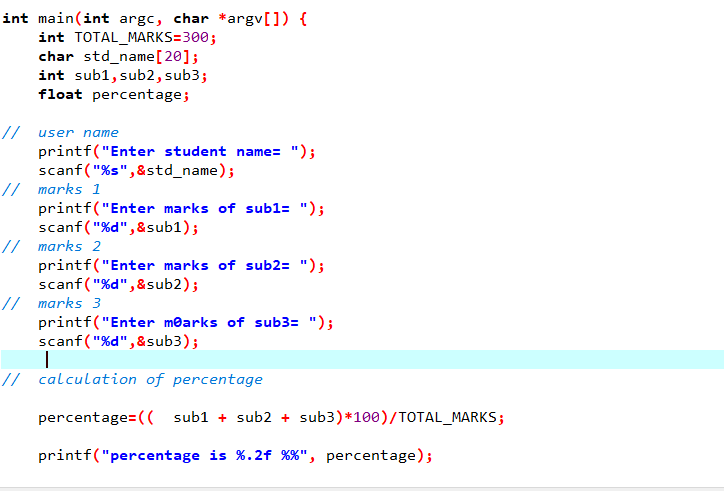 int main(int argc, char *argv[]) {
    int TOTAL_MARKS=300;
    char std_name[20];
    int sub1,sub2,sub3;
    float percentage;
//  user name
    printf("Enter student name= ");
    scanf("%s",&std_name);
//  marks 1
    printf("Enter marks of sub1= ");
    scanf("%d",&sub1);
//  marks 2
    printf("Enter marks of sub2= ");
    scanf("%d",&sub2);
//  marks 3
    printf("Enter m0arks of sub3= ");
    scanf("%d",&sub3);
//  calculation of percentage
    percentage=((  sub1 + sub2 + sub3)*100)/TOTAL_MARKS;
    printf("percentage is %.2f %%", percentage);